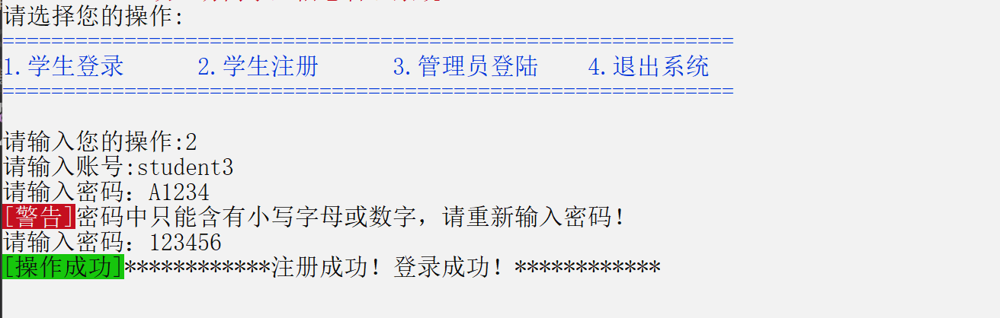 请选择您的操作:
============================================================
1.学生登录      2.学生注册      3.管理员登陆    4.退出系统
============================================================
请输入您的操作:2
请输入账号:student3
请输入密码：A1234
[警告]密码中只能含有小写字母或数字，请重新输入密码！
请输入密码：123456
[操作成功]************注册成功！登录成功！************